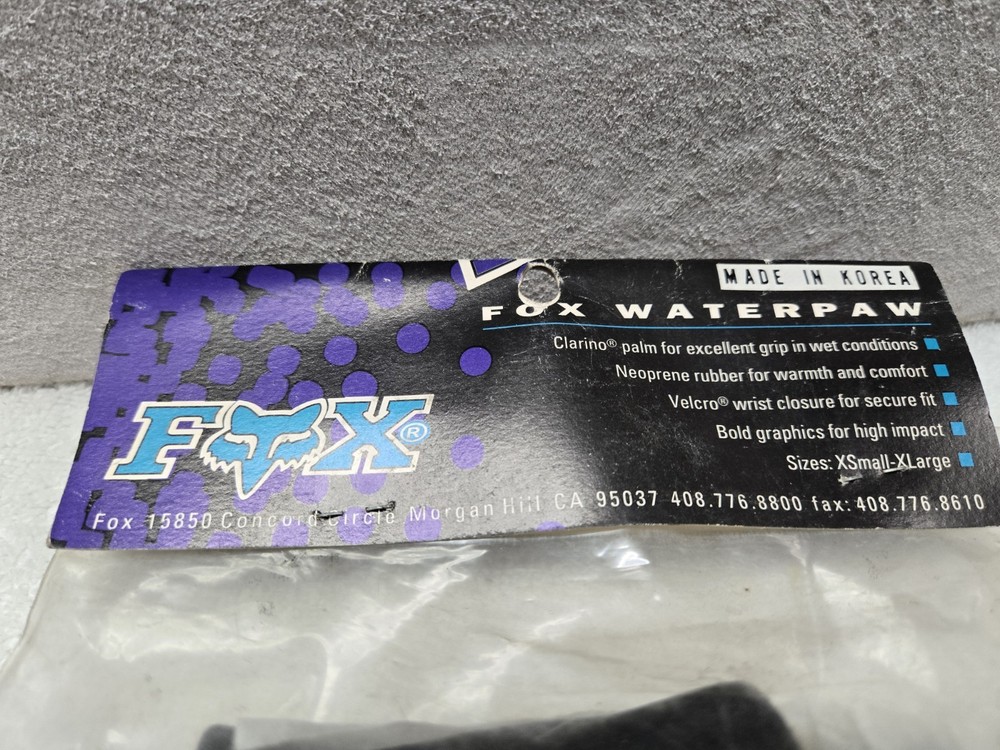 MADE IN KOREA
FOX WATERPAW
Clarino® palm for excellent grip in wet conditions
Neoprene rubber for warmth and comfort
Velcro® wrist closure for secure fit
Bold graphics for high impact
Sizes: XSmall-XLarge
FOX®
Fox 15850 Concord Circle Morgan Hill CA 95037 408.776.8800 fax: 408.776.8610